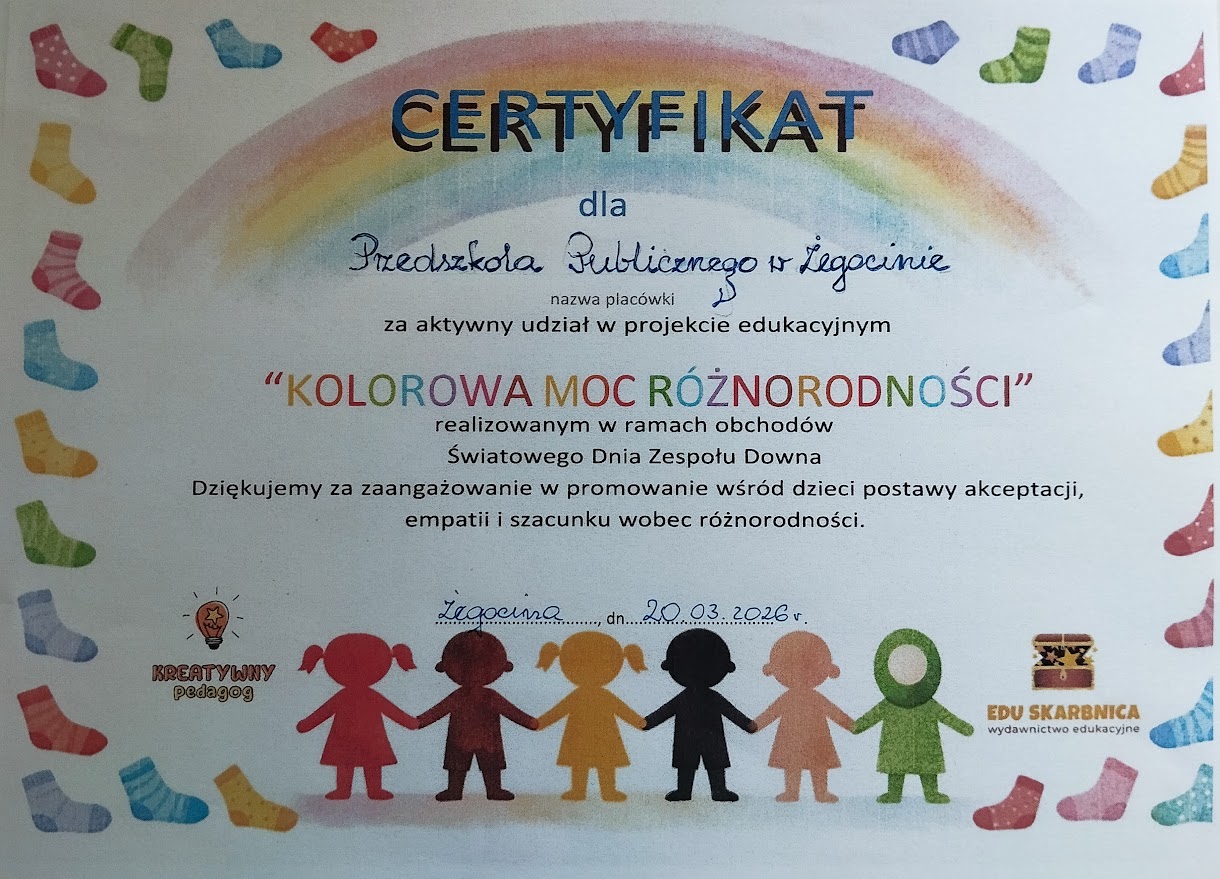 CERTYFIKAT
dla
Przedszkola Publicznego w Żegocinie
nazwa placówki
za aktywny udział w projekcie edukacyjnym
“KOLOROWA MOC RÓŻNORODNOŚCI”
realizowanym w ramach obchodów
Światowego Dnia Zespołu Downa
Dziękujemy za zaangażowanie w promowanie wśród dzieci postawy akceptacji,
empatii i szacunku wobec różnorodności.
Żegocina, dn. 20.03.2026 r.
KREATYWNY
pedagog
EDU SKARBNICA
wydawnictwo edukacyjne